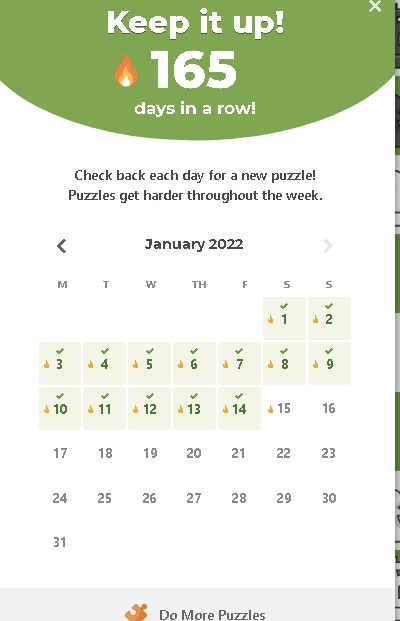 Keep it up!
165
days in a row!
Check back each day for a new puzzle!
Puzzles get harder throughout the week.
January 2022
M T W TH F S S
1 2
3 4 5 6 7 8 9
10 11 12 13 14 15 16
17 18 19 20 21 22 23
24 25 26 27 28 29 30
31
Do More Puzzles